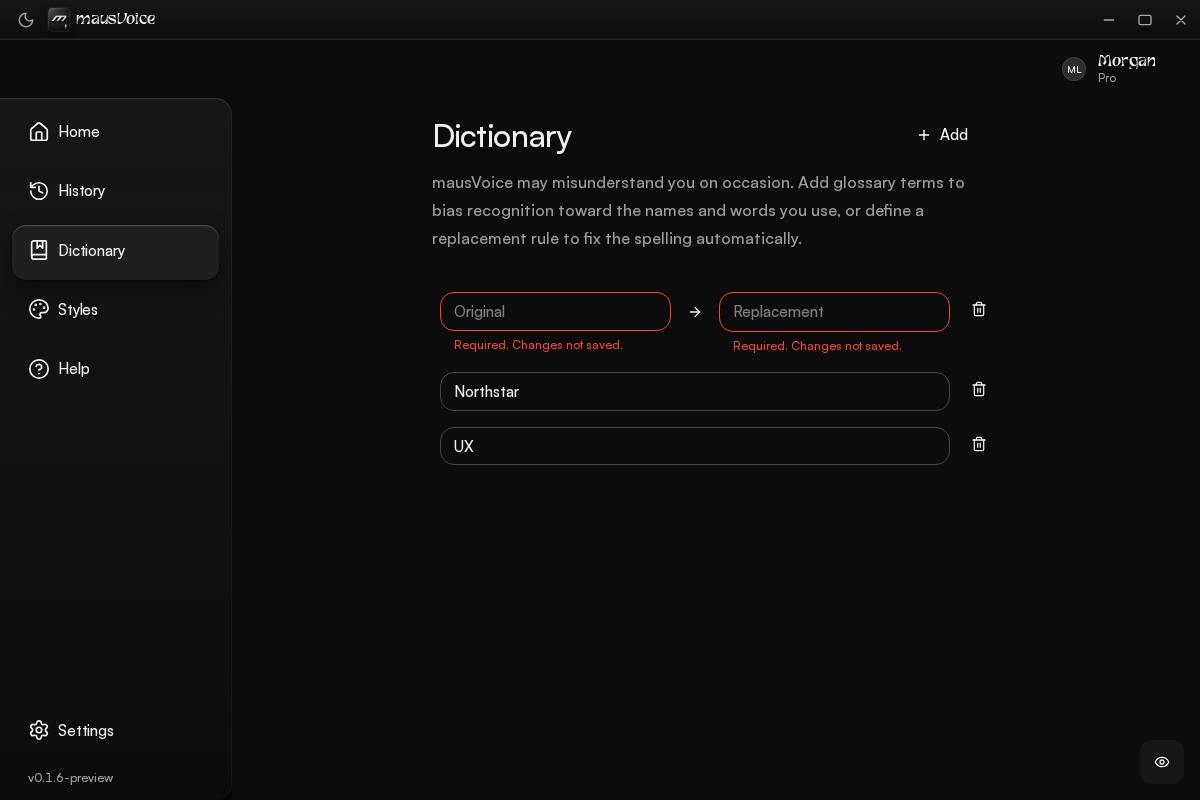 mausVoice
ML
Morgan
Pro
Home
History
Dictionary
Styles
Help
Settings
v0.1.6-preview
Dictionary
Add
mausVoice may misunderstand you on occasion. Add glossary terms to
bias recognition toward the names and words you use, or define a
replacement rule to fix the spelling automatically.
Original
Replacement
Required. Changes not saved.
Required. Changes not saved.
Northstar
UX